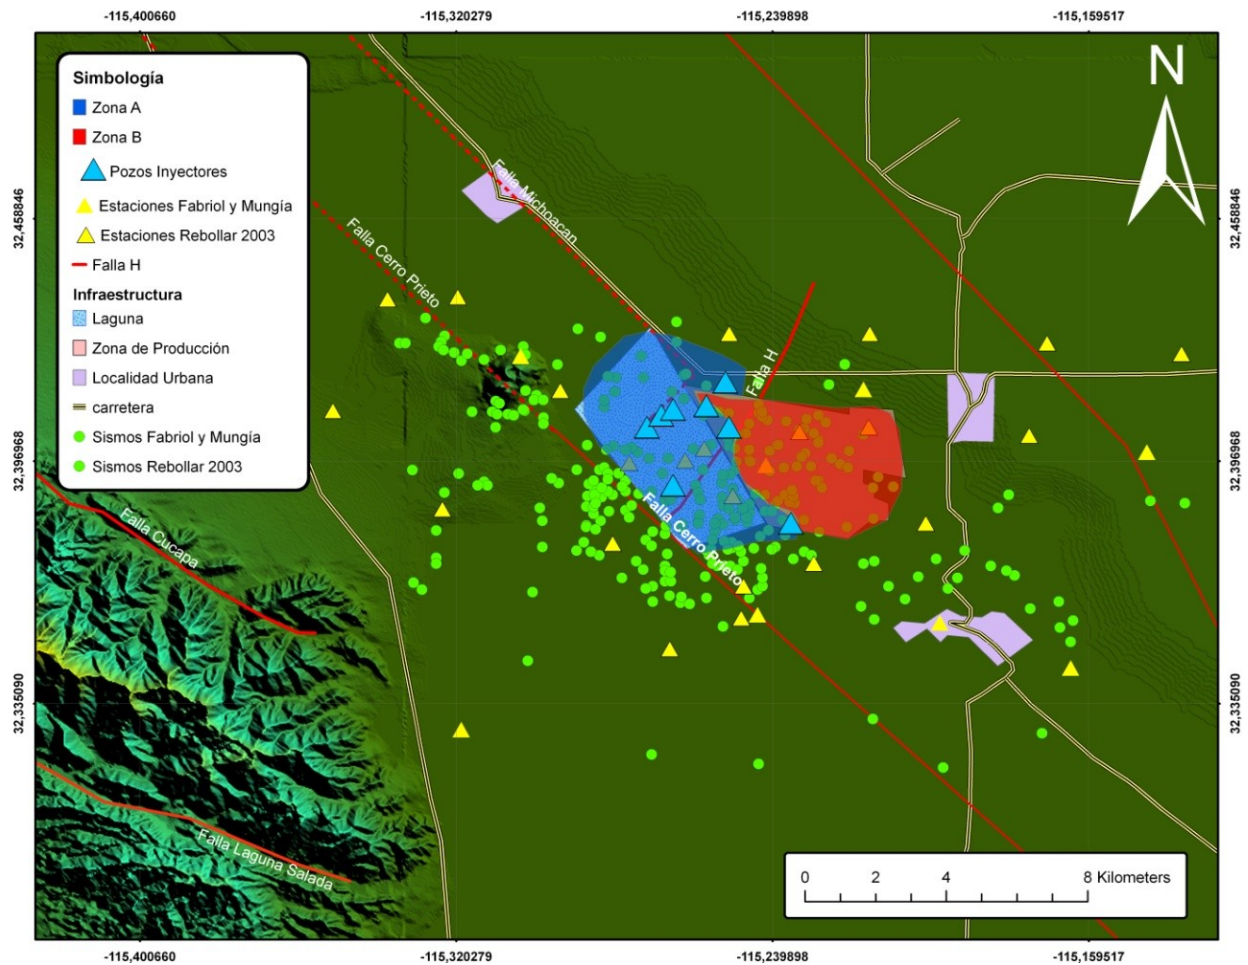 -115,400660
-115,320279
-115,239898
-115,159517
N
Simbología
Zona A
Zona B
Pozos Inyectores
Estaciones Fabriol y Mungía
Estaciones Rebollar 2003
Falla H
Infraestructura
Laguna
Zona de Producción
Localidad Urbana
carretera
Sismos Fabriol y Mungía
Sismos Rebollar 2003
Falla Michoacan
Falla Cerro Prieto
Falla H
Falla Cerro Prieto
Falla Cucapa
Falla Laguna Salada
32,458846
32,396968
32,335090
32,458846
32,396968
32,335090
0 2 4 8 Kilometers
-115,400660
-115,320279
-115,239898
-115,159517